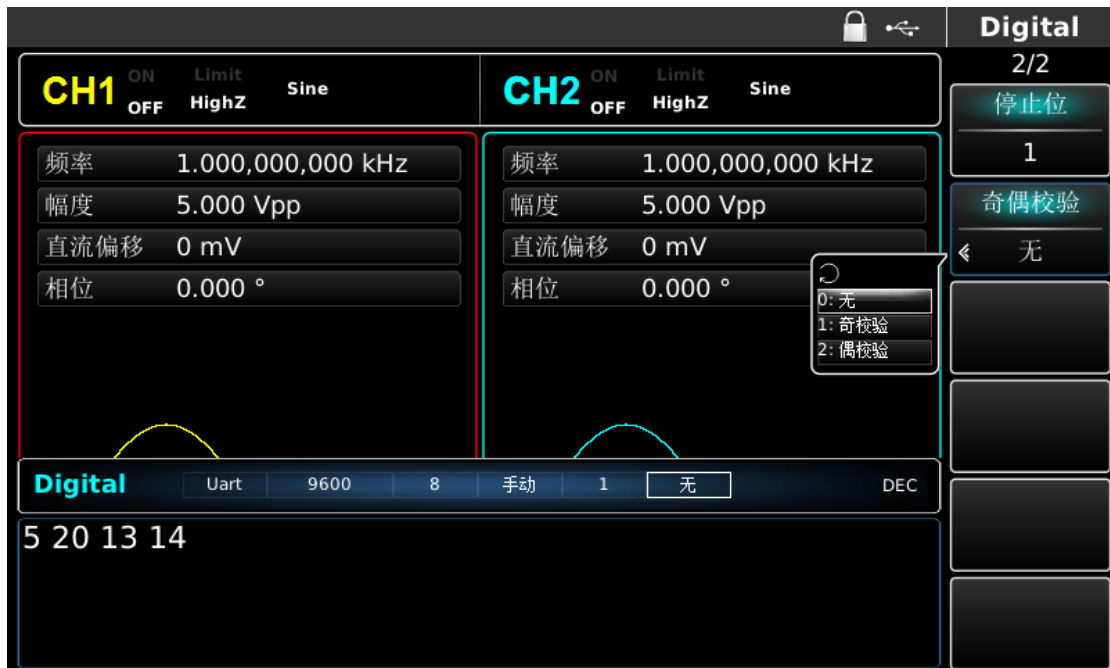 Digital
2/2
CH1 ON OFF Limit HighZ Sine
CH2 ON OFF Limit HighZ Sine
停止位
1
奇偶校验
无
频率 1.000,000,000 kHz
幅度 5.000 Vpp
直流偏移 0 mV
相位 0.000 °
频率 1.000,000,000 kHz
幅度 5.000 Vpp
直流偏移 0 mV
相位 0.000 °
0: 无
1: 奇校验
2: 偶校验
Digital Uart 9600 8 手动 1 无 DEC
5 20 13 14